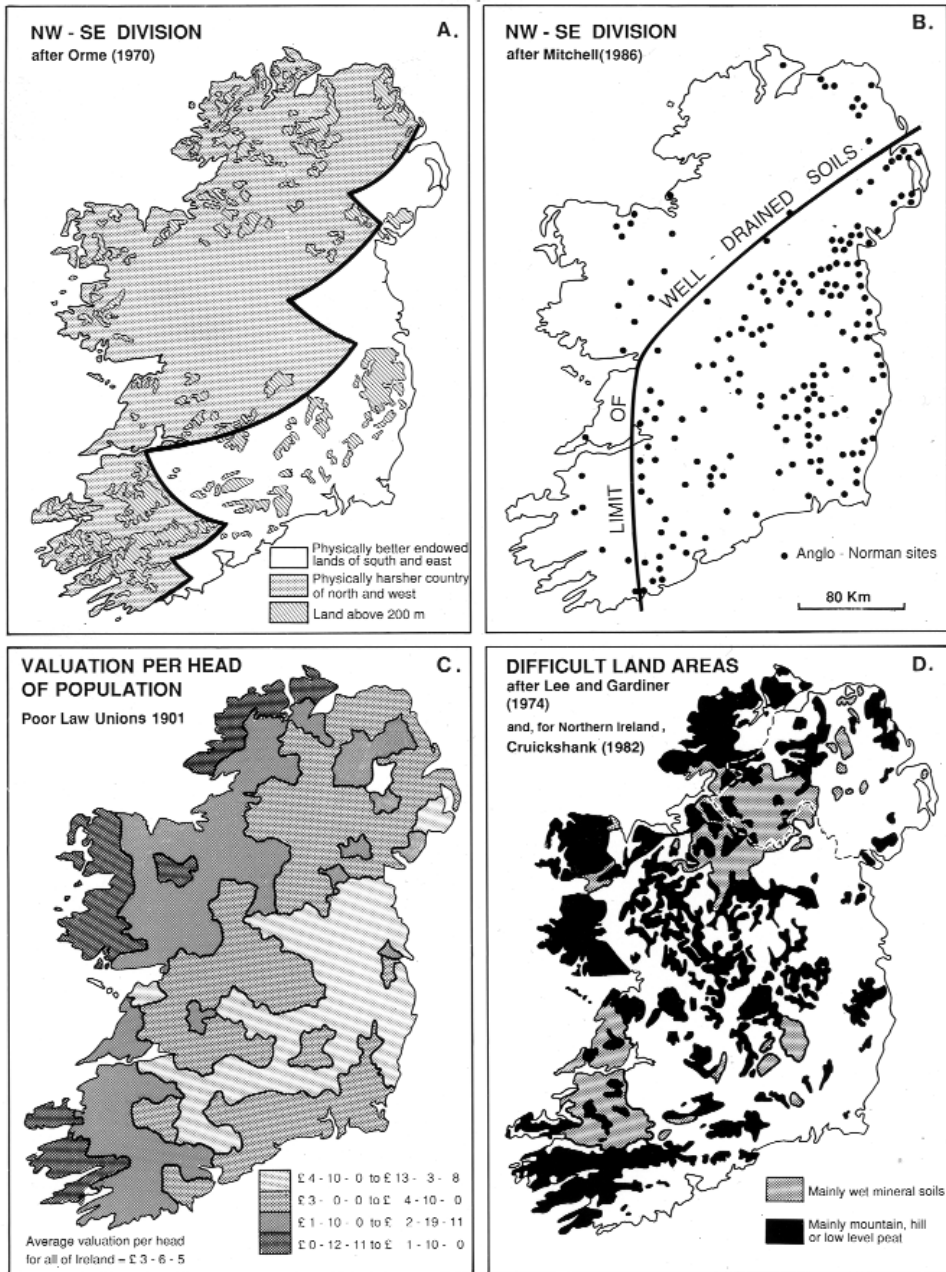 NW - SE DIVISION
A.
after Orme (1970)
Physically better endowed
lands of south and east
Physically harsher country
of north and west
Land above 200 m
NW - SE DIVISION
B.
after Mitchell(1986)
LIMIT OF WELL - DRAINED SOILS
Anglo - Norman sites
80 Km
VALUATION PER HEAD
C.
OF POPULATION
Poor Law Unions 1901
£ 4 - 10 - 0 to £ 13 - 3 - 8
£ 3 - 0 - 0 to £ 4 - 10 - 0
£ 1 - 10 - 0 to £ 2 - 19 - 11
£ 0 - 12 - 11 to £ 1 - 10 - 0
Average valuation per head
for all of Ireland = £ 3 - 6 - 5
DIFFICULT LAND AREAS
D.
after Lee and Gardiner
(1974)
and, for Northern Ireland,
Cruickshank (1982)
Mainly wet mineral soils
Mainly mountain, hill
or low level peat